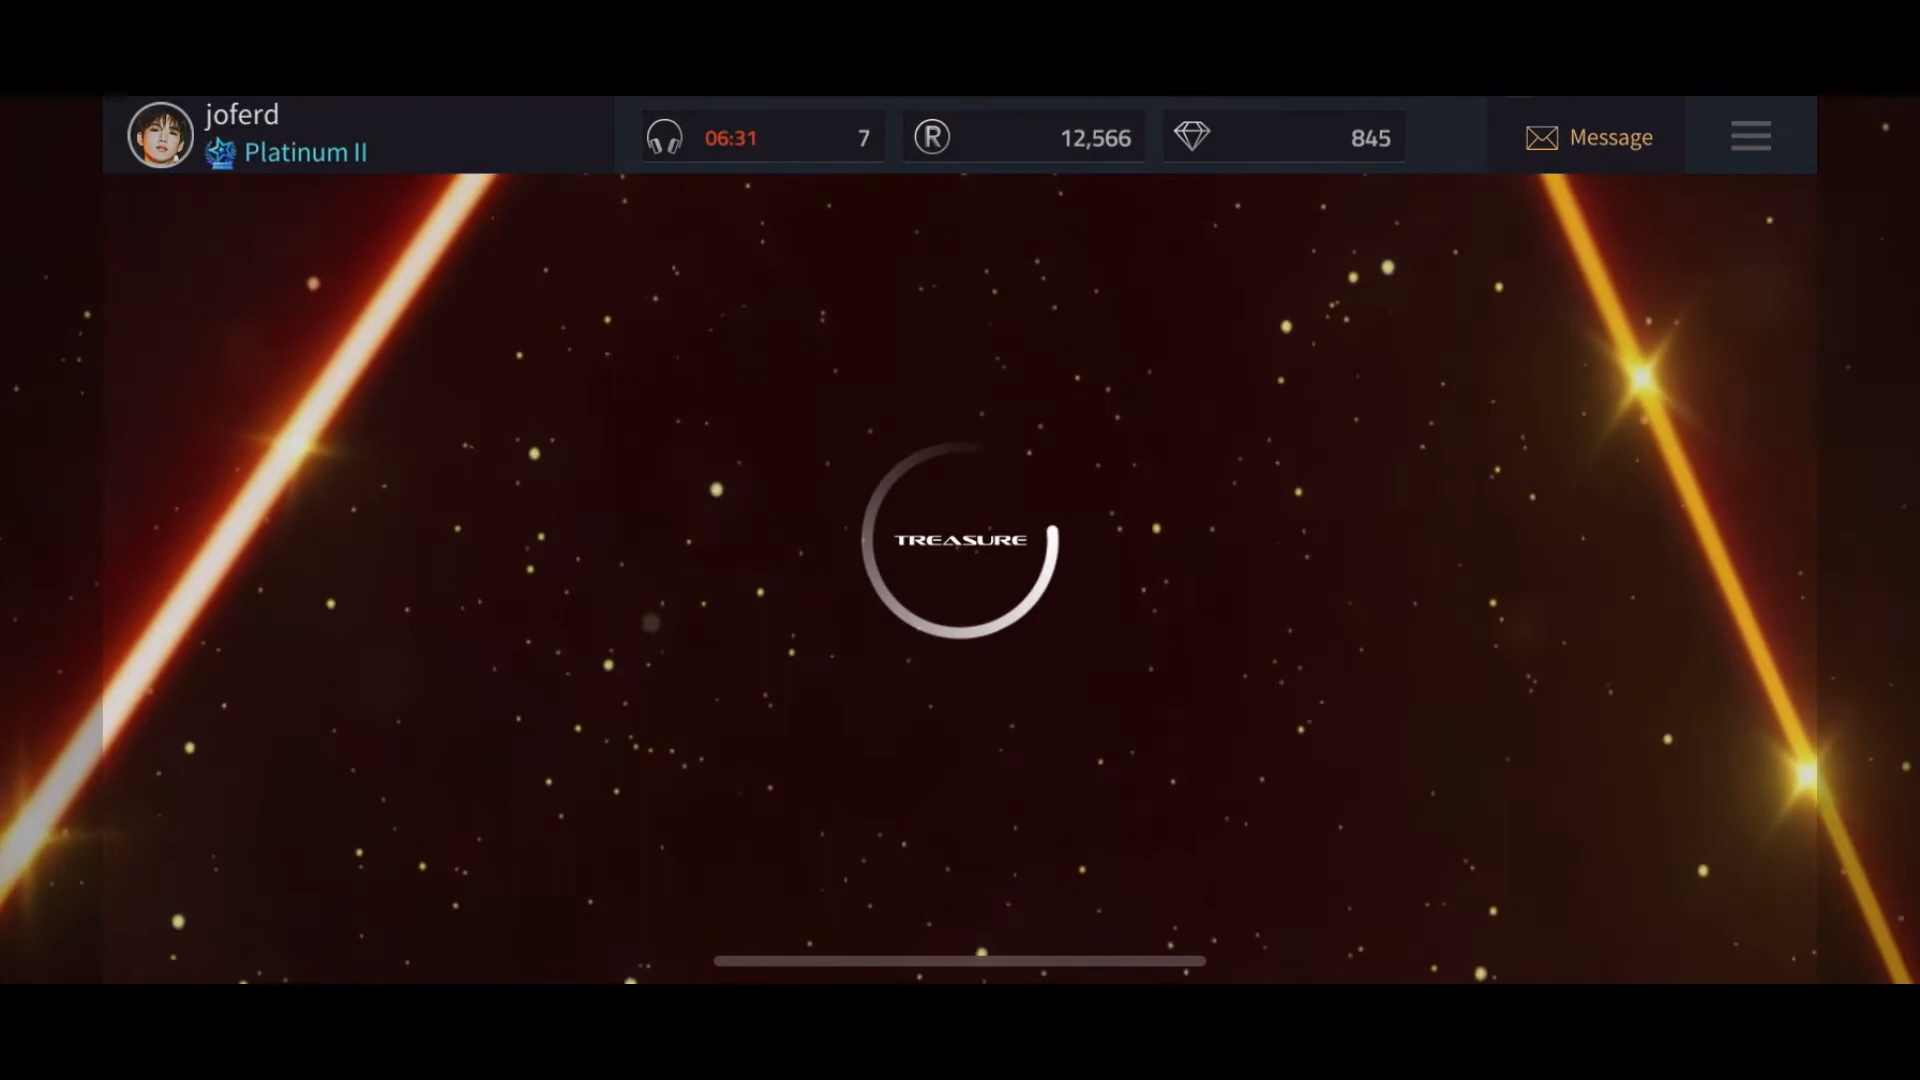 joferd
Platinum II
06:31 7
R 12,566
845
Message
TREASURE